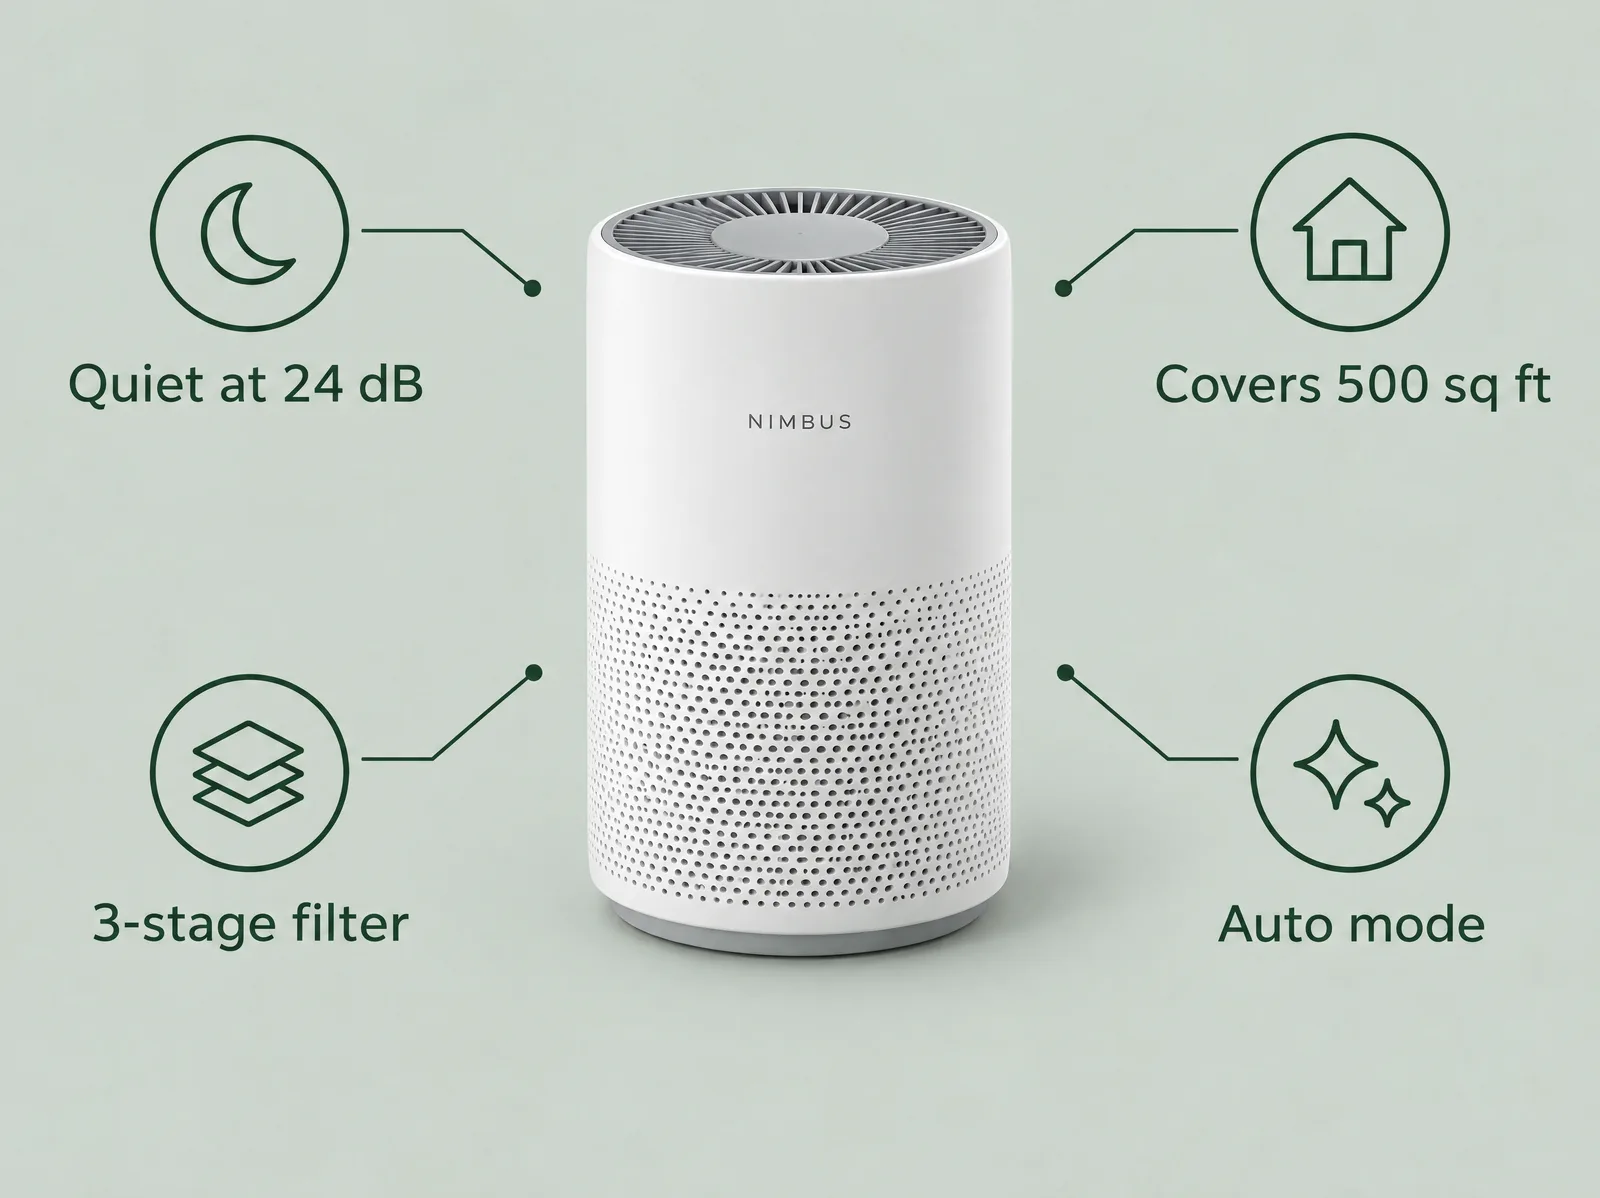 Quiet at 24 dB
Covers 500 sq ft
NIMBUS
3-stage filter
Auto mode